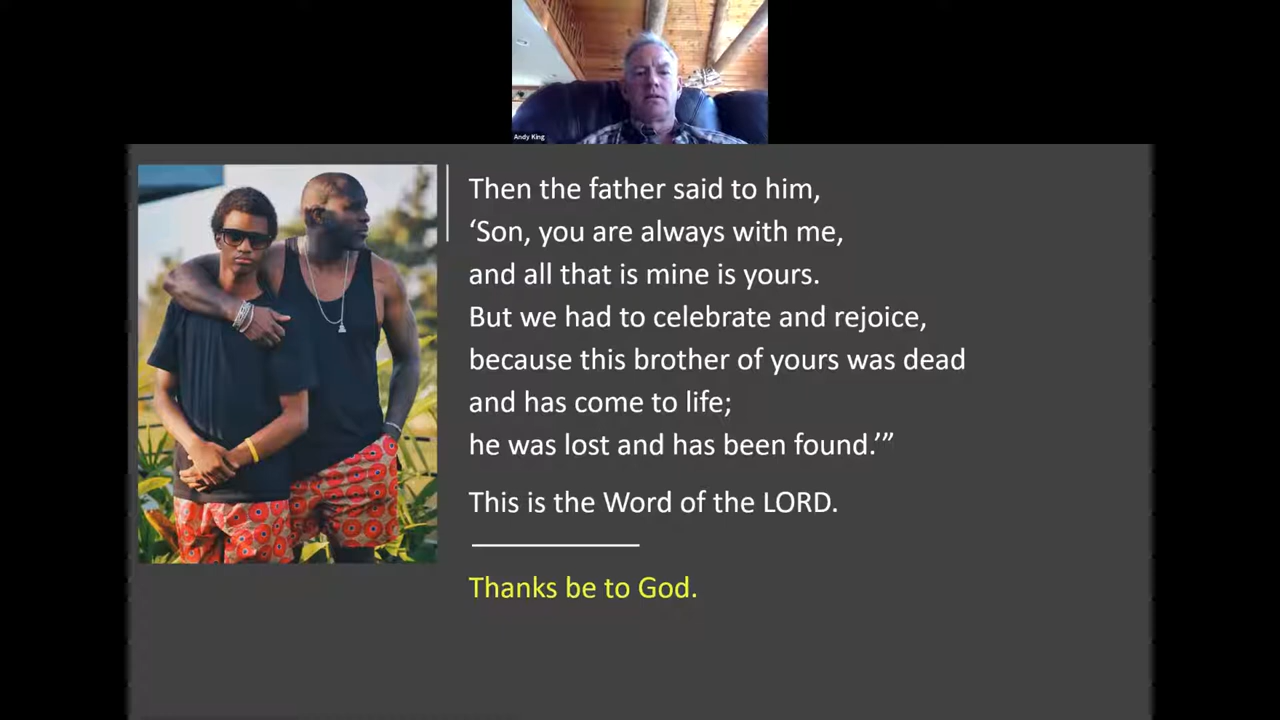 Andy King
Then the father said to him,
‘Son, you are always with me,
and all that is mine is yours.
But we had to celebrate and rejoice,
because this brother of yours was dead
and has come to life;
he was lost and has been found.’”
This is the Word of the LORD.
Thanks be to God.